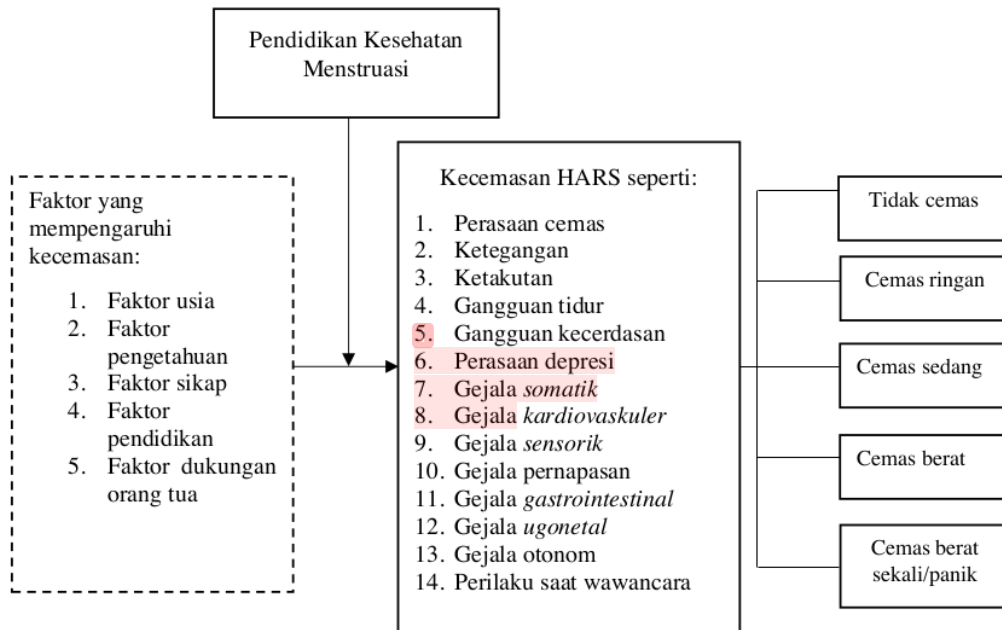 Pendidikan Kesehatan
Menstruasi
Faktor yang
mempengaruhi
kecemasan:
1. Faktor usia
2. Faktor
pengetahuan
3. Faktor sikap
4. Faktor
pendidikan
5. Faktor dukungan
orang tua
Kecemasan HARS seperti:
1. Perasaan cemas
2. Ketegangan
3. Ketakutan
4. Gangguan tidur
5. Gangguan kecerdasan
6. Perasaan depresi
7. Gejala somatik
8. Gejala kardiovaskuler
9. Gejala sensorik
10. Gejala pernapasan
11. Gejala gastrointestinal
12. Gejala ugonetal
13. Gejala otonom
14. Perilaku saat wawancara
Tidak cemas
Cemas ringan
Cemas sedang
Cemas berat
Cemas berat
sekali/panik